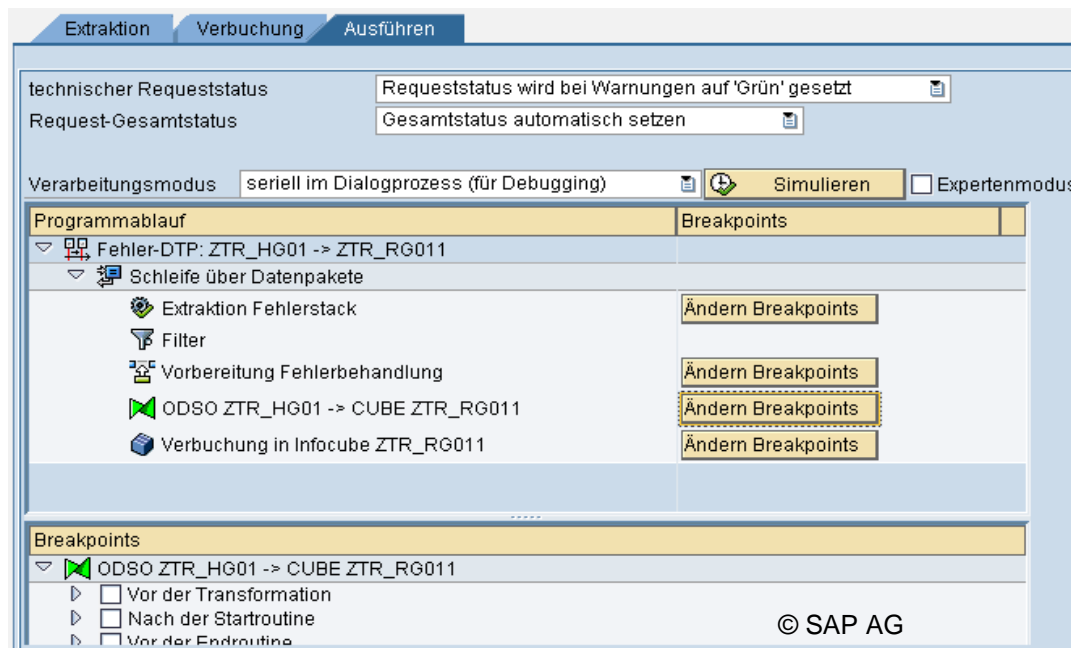 Extraktion Verbuchung Ausführen
technischer Requeststatus Requeststatus wird bei Warnungen auf 'Grün' gesetzt
Request-Gesamtstatus Gesamtstatus automatisch setzen
Verarbeitungsmodus seriell im Dialogprozess (für Debugging) Simulieren Expertenmodus
Programmablauf Breakpoints
Fehler-DTP: ZTR_HG01 -> ZTR_RG011
Schleife über Datenpakete
Extraktion Fehlerstack Ändern Breakpoints
Filter
Vorbereitung Fehlerbehandlung Ändern Breakpoints
ODSO ZTR_HG01 -> CUBE ZTR_RG011 Ändern Breakpoints
Verbuchung in Infocube ZTR_RG011 Ändern Breakpoints
Breakpoints
ODSO ZTR_HG01 -> CUBE ZTR_RG011
Vor der Transformation
Nach der Startroutine
Vor der Endroutine
© SAP AG